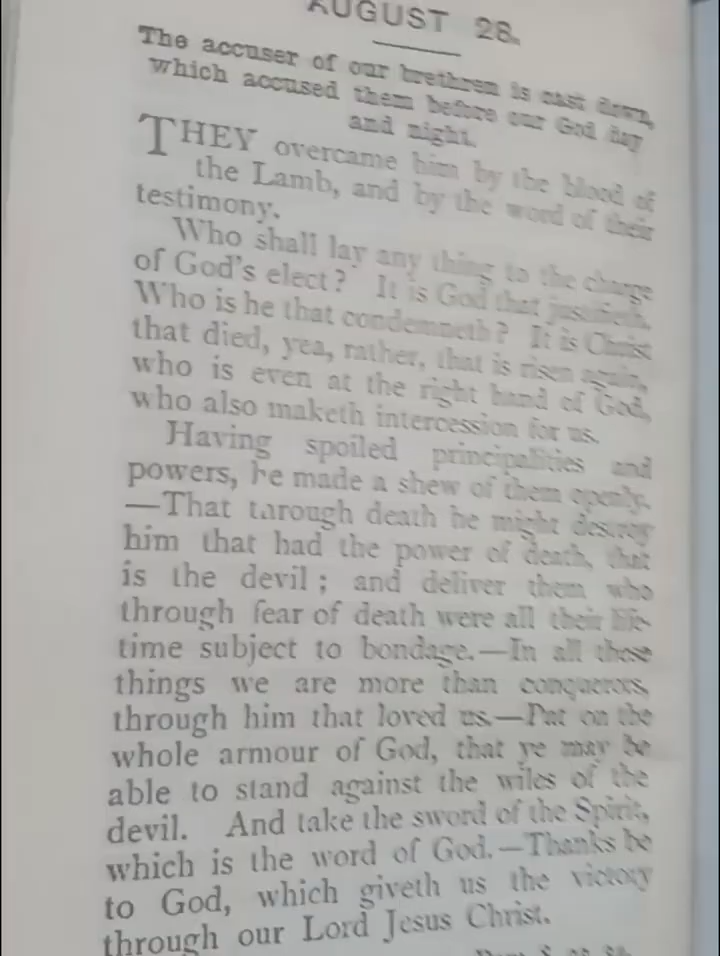 AUGUST 28.
The accuser of our brethren is cast down,
which accused them before our God day
and night.
THEY overcame him by the blood of
the Lamb, and by the word of their
testimony.
Who shall lay any thing to the charge
of God's elect? It is God that justifieth.
Who is he that condemneth? It is Christ
that died, yea, rather, that is risen again,
who is even at the right hand of God,
who also maketh intercession for us.
Having spoiled principalities and
powers, he made a shew of them openly.
—That through death he might destroy
him that had the power of death, that
is the devil; and deliver them who
through fear of death were all their life-
time subject to bondage.—In all these
things we are more than conquerors,
through him that loved us.—Put on the
whole armour of God, that ye may be
able to stand against the wiles of the
devil. And take the sword of the Spirit,
which is the word of God.—Thanks be
to God, which giveth us the victory
through our Lord Jesus Christ.